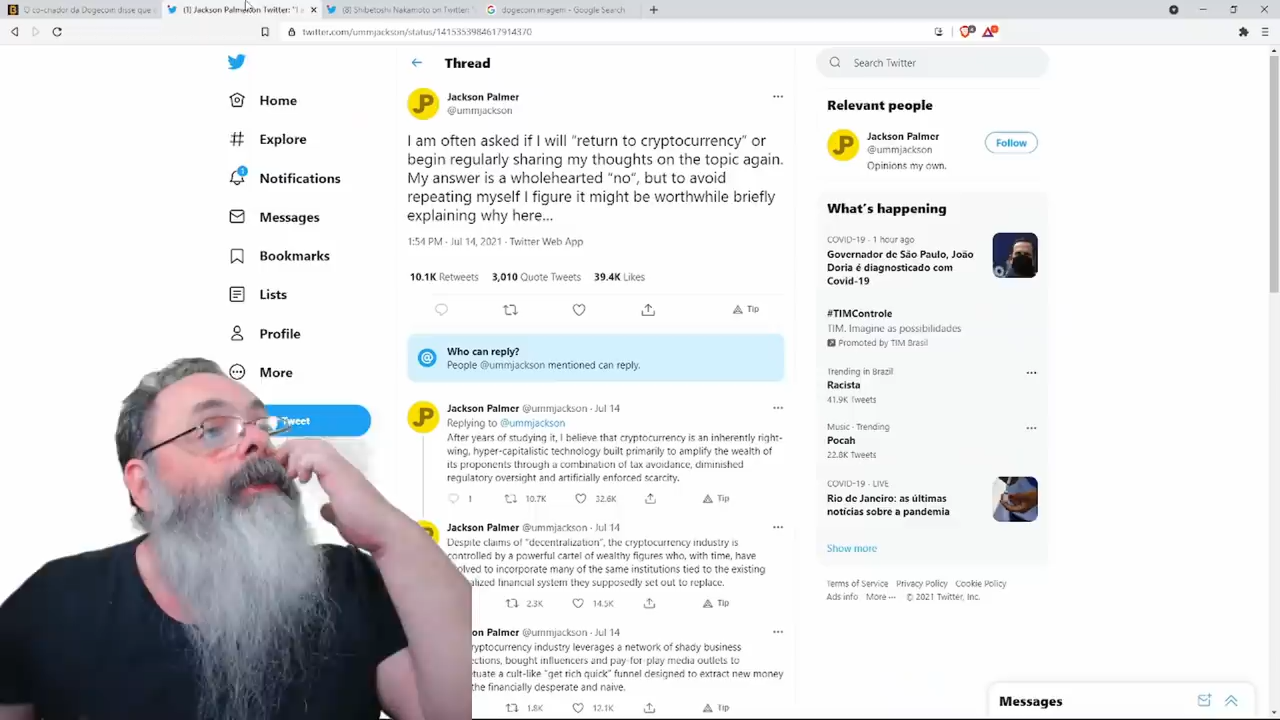 O co-criador da Dogecoin disse que
(1) Jackson Palmer on Twitter: "I a
(8) Shibetoshi Nakamoto on Twitter:
dogecoin imagem - Google Search
twitter.com/ummjackson/status/1415353984617914370
Home
Explore
Notifications
1
Messages
Bookmarks
Lists
Profile
More
Tweet
Thread
Jackson Palmer
@ummjackson
I am often asked if I will “return to cryptocurrency” or
begin regularly sharing my thoughts on the topic again.
My answer is a wholehearted “no”, but to avoid
repeating myself I figure it might be worthwhile briefly
explaining why here...
1:54 PM · Jul 14, 2021 · Twitter Web App
10.1K Retweets 3,010 Quote Tweets 39.4K Likes
Tip
Who can reply?
People @ummjackson mentioned can reply.
Jackson Palmer @ummjackson · Jul 14
Replying to @ummjackson
After years of studying it, I believe that cryptocurrency is an inherently right-
wing, hyper-capitalistic technology built primarily to amplify the wealth of
its proponents through a combination of tax avoidance, diminished
regulatory oversight and artificially enforced scarcity.
1 10.7K 32.6K Tip
Jackson Palmer @ummjackson · Jul 14
Despite claims of “decentralization”, the cryptocurrency industry is
controlled by a powerful cartel of wealthy figures who, with time, have
olved to incorporate many of the same institutions tied to the existing
alized financial system they supposedly set out to replace.
2.3K 14.5K Tip
on Palmer @ummjackson · Jul 14
ryptocurrency industry leverages a network of shady business
ections, bought influencers and pay-for-play media outlets to
tuate a cult-like “get rich quick” funnel designed to extract new money
the financially desperate and naive.
1.8K 12.1K Tip
Search Twitter
Relevant people
Jackson Palmer
@ummjackson
Follow
Opinions my own.
What’s happening
COVID-19 · 1 hour ago
Governador de São Paulo, João
Doria é diagnosticado com
Covid-19
#TIMControle
TIM. Imagine as possibilidades
Promoted by TIM Brasil
Trending in Brazil
Racista
41.9K Tweets
Music · Trending
Pocah
22.8K Tweets
COVID-19 · LIVE
Rio de Janeiro: as últimas
notícias sobre a pandemia
Show more
Terms of Service Privacy Policy Cookie Policy
Ads info More ··· © 2021 Twitter, Inc.
Messages